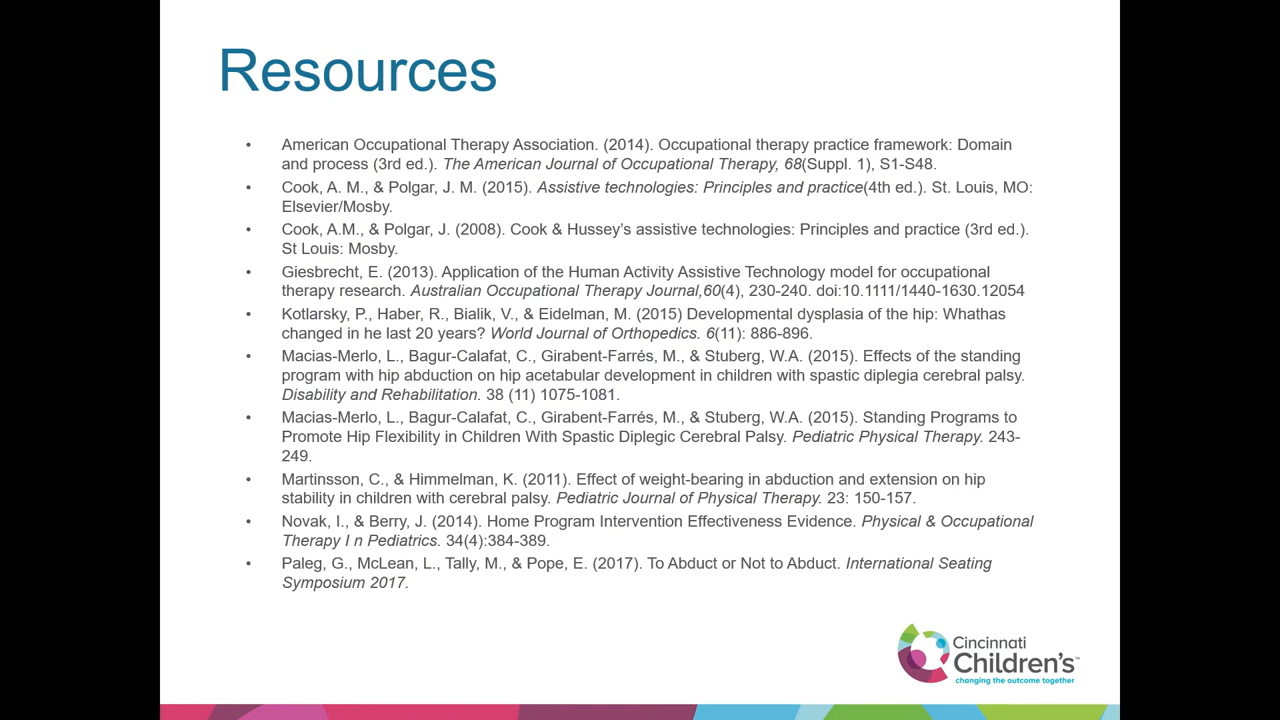 Resources
• American Occupational Therapy Association. (2014). Occupational therapy practice framework: Domain
and process (3rd ed.). The American Journal of Occupational Therapy, 68(Suppl. 1), S1-S48.
• Cook, A. M., & Polgar, J. M. (2015). Assistive technologies: Principles and practice(4th ed.). St. Louis, MO:
Elsevier/Mosby.
• Cook, A.M., & Polgar, J. (2008). Cook & Hussey's assistive technologies: Principles and practice (3rd ed.).
St Louis: Mosby.
• Giesbrecht, E. (2013). Application of the Human Activity Assistive Technology model for occupational
therapy research. Australian Occupational Therapy Journal,60(4), 230-240. doi:10.1111/1440-1630.12054
• Kotlarsky, P., Haber, R., Bialik, V., & Eidelman, M. (2015) Developmental dysplasia of the hip: Whathas
changed in he last 20 years? World Journal of Orthopedics. 6(11): 886-896.
• Macias-Merlo, L., Bagur-Calafat, C., Girabent-Farrés, M., & Stuberg, W.A. (2015). Effects of the standing
program with hip abduction on hip acetabular development in children with spastic diplegia cerebral palsy.
Disability and Rehabilitation. 38 (11) 1075-1081.
• Macias-Merlo, L., Bagur-Calafat, C., Girabent-Farrés, M., & Stuberg, W.A. (2015). Standing Programs to
Promote Hip Flexibility in Children With Spastic Diplegic Cerebral Palsy. Pediatric Physical Therapy. 243-
249.
• Martinsson, C., & Himmelman, K. (2011). Effect of weight-bearing in abduction and extension on hip
stability in children with cerebral palsy. Pediatric Journal of Physical Therapy. 23: 150-157.
• Novak, I., & Berry, J. (2014). Home Program Intervention Effectiveness Evidence. Physical & Occupational
Therapy I n Pediatrics. 34(4):384-389.
• Paleg, G., McLean, L., Tally, M., & Pope, E. (2017). To Abduct or Not to Abduct. International Seating
Symposium 2017.
Cincinnati
Children's™
changing the outcome together